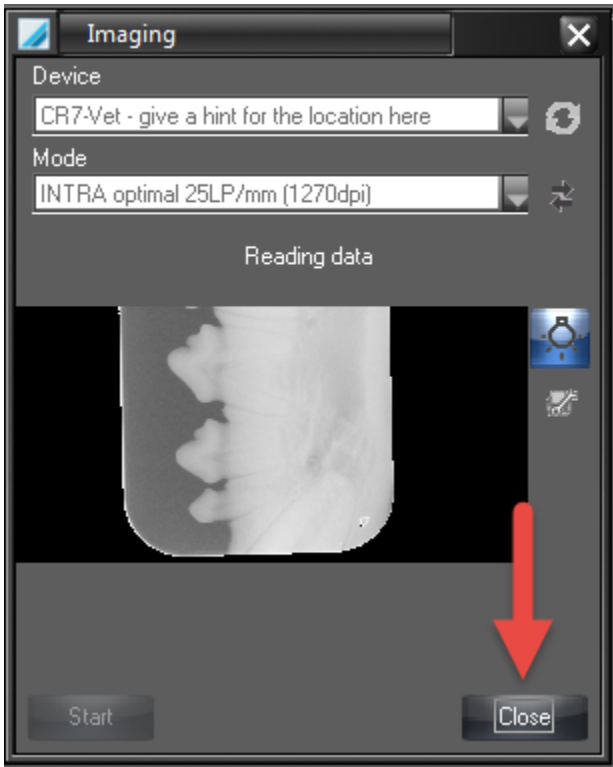 Imaging
Device
CR7-Vet - give a hint for the location here
Mode
INTRA optimal 25LP/mm (1270dpi)
Reading data
Start
Close